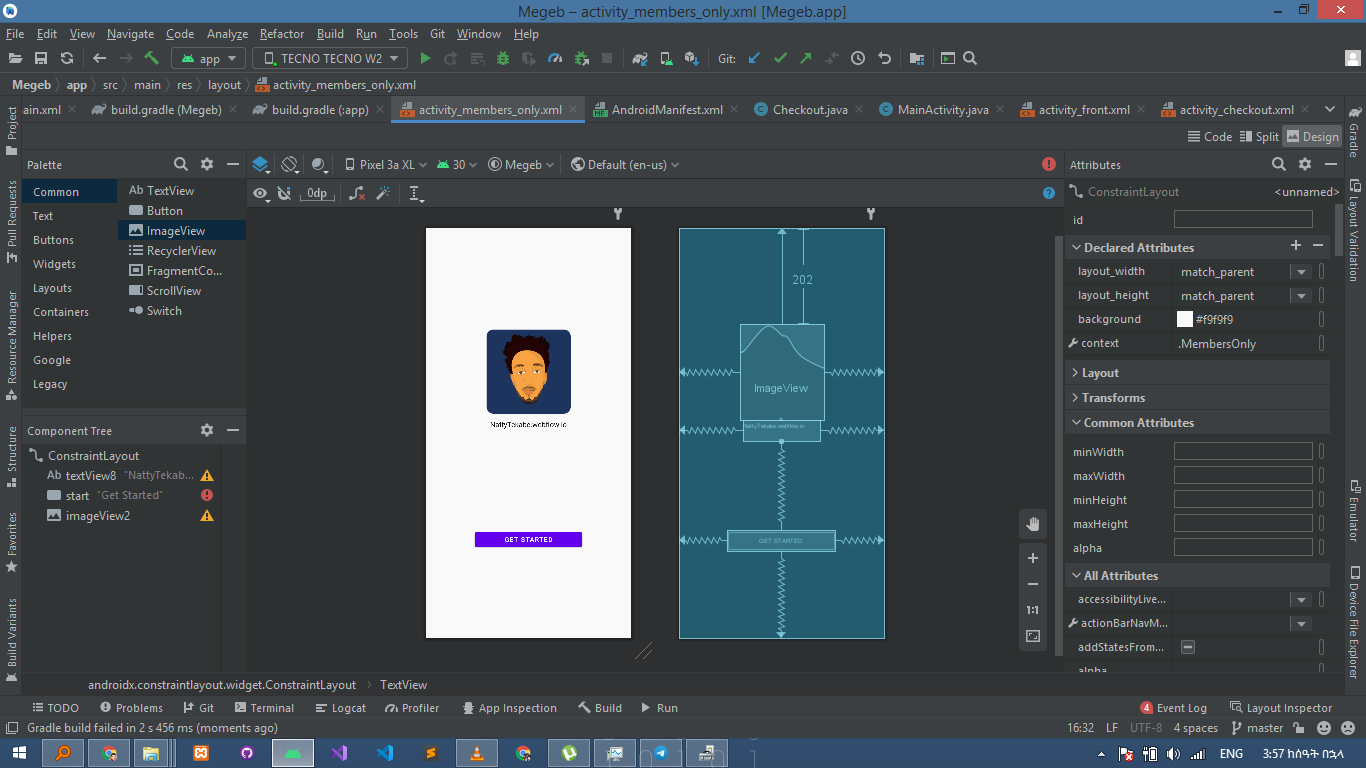 Megeb – activity_members_only.xml [Megeb.app]
File Edit View Navigate Code Analyze Refactor Build Run Tools Git Window Help
app TECNO TECNO W2 Git:
Megeb app src main res layout activity_members_only.xml
ain.xml build.gradle (Megeb) build.gradle (:app) activity_members_only.xml AndroidManifest.xml Checkout.java MainActivity.java activity_front.xml activity_checkout.xml
Code Split Design
Project
Pull Requests
Resource Manager
Structure
Favorites
Build Variants
Palette
Common
Text
Buttons
Widgets
Layouts
Containers
Helpers
Google
Legacy
Ab TextView
Button
ImageView
RecyclerView
FragmentCo...
ScrollView
Switch
Component Tree
ConstraintLayout
Ab textView8 "NattyTekab...
start "Get Started"
imageView2
Pixel 3a XL 30 Megeb Default (en-us)
0dp
NattyTekabe.webflow.io
GET STARTED
202
ImageView
NattyTekabe.webflow.io
GET STARTED
1:1
Attributes
ConstraintLayout <unnamed>
id
Declared Attributes
layout_width match_parent
layout_height match_parent
background #f9f9f9
context .MembersOnly
Layout
Transforms
Common Attributes
minWidth
maxWidth
minHeight
maxHeight
alpha
All Attributes
accessibilityLive...
actionBarNavM...
addStatesFrom...
alpha
Gradle
Layout Validation
Emulator
Device File Explorer
androidx.constraintlayout.widget.ConstraintLayout TextView
TODO Problems Git Terminal Logcat Profiler App Inspection Build Run 4 Event Log Layout Inspector
Gradle build failed in 2 s 456 ms (moments ago) 16:32 LF UTF-8 4 spaces master
ENG 3:57 ከሰዓት በኋላ